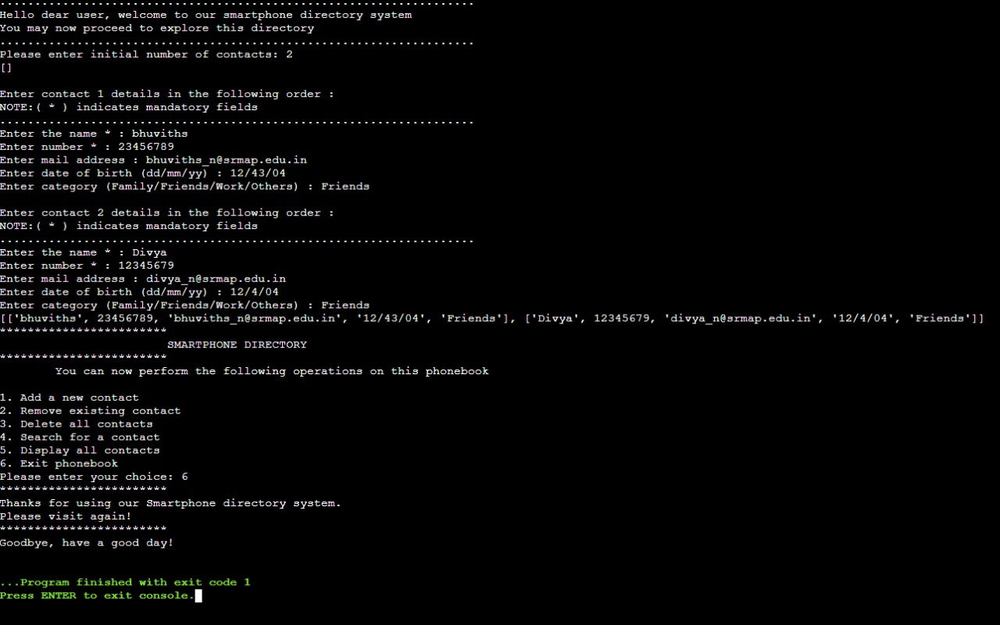 ......................................................................
Hello dear user, welcome to our smartphone directory system
You may now proceed to explore this directory
......................................................................
Please enter initial number of contacts: 2
[]
Enter contact 1 details in the following order :
NOTE:( * ) indicates mandatory fields
......................................................................
Enter the name * : bhuviths
Enter number * : 23456789
Enter mail address : bhuviths_n@srmap.edu.in
Enter date of birth (dd/mm/yy) : 12/43/04
Enter category (Family/Friends/Work/Others) : Friends
Enter contact 2 details in the following order :
NOTE:( * ) indicates mandatory fields
......................................................................
Enter the name * : Divya
Enter number * : 12345679
Enter mail address : divya_n@srmap.edu.in
Enter date of birth (dd/mm/yy) : 12/4/04
Enter category (Family/Friends/Work/Others) : Friends
[['bhuviths', 23456789, 'bhuviths_n@srmap.edu.in', '12/43/04', 'Friends'], ['Divya', 12345679, 'divya_n@srmap.edu.in', '12/4/04', 'Friends']]
************************
SMARTPHONE DIRECTORY
************************
You can now perform the following operations on this phonebook
1. Add a new contact
2. Remove existing contact
3. Delete all contacts
4. Search for a contact
5. Display all contacts
6. Exit phonebook
Please enter your choice: 6
************************
Thanks for using our Smartphone directory system.
Please visit again!
************************
Goodbye, have a good day!
...Program finished with exit code 1
Press ENTER to exit console.